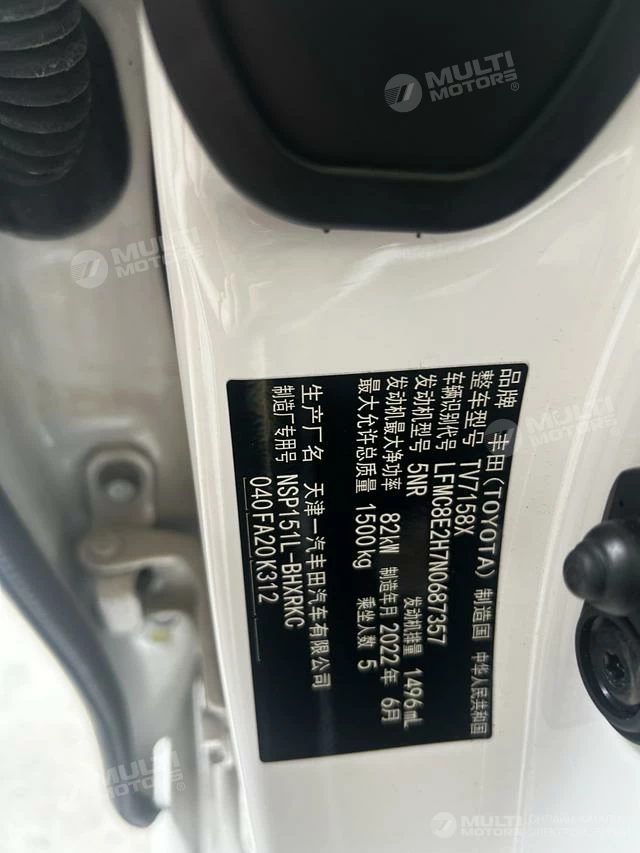 品牌 丰田(TOYOTA) 制造国 中华人民共和国
整车型号 TV7158X
车辆识别代号 LFMC8E2H7N0687357
发动机型号 5NR 发动机排量 1496mL
发动机最大净功率 82kW 制造年月 2022年 6月
最大允许总质量 1500kg 乘坐人数 5
生产厂名 天津一汽丰田汽车有限公司
制造厂专用号 NSP151L-BHXRKC
040FA20K312
MULTI MOTORS®
MULTI MOTORS
MULTI MOTORS
MULTI MOTORS